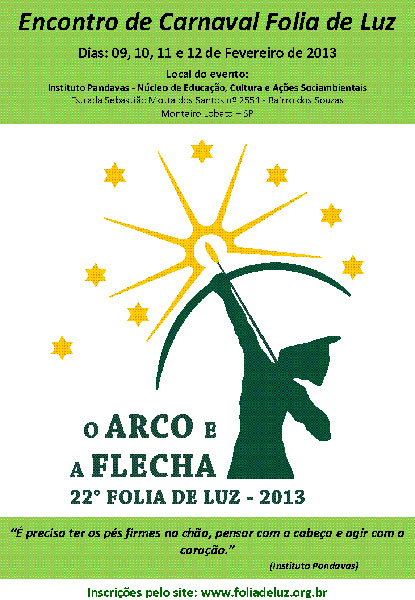 Encontro de Carnaval Folia de Luz
Dias: 09, 10, 11 e 12 de Fevereiro de 2013
Local do evento:
Instituto Pandavas - Núcleo de Educação, Cultura e Ações Sociambientais
Estrada Sebastião Moura dos Santos nº 2551 - Bairro dos Souzas
Monteiro Lobato – SP
O ARCO E
A FLECHA
22° FOLIA DE LUZ - 2013
“É preciso ter os pés firmes no chão, pensar com a cabeça e agir com o
coração.”
(Instituto Pandavas)
Inscrições pelo site: www.foliadeluz.org.br